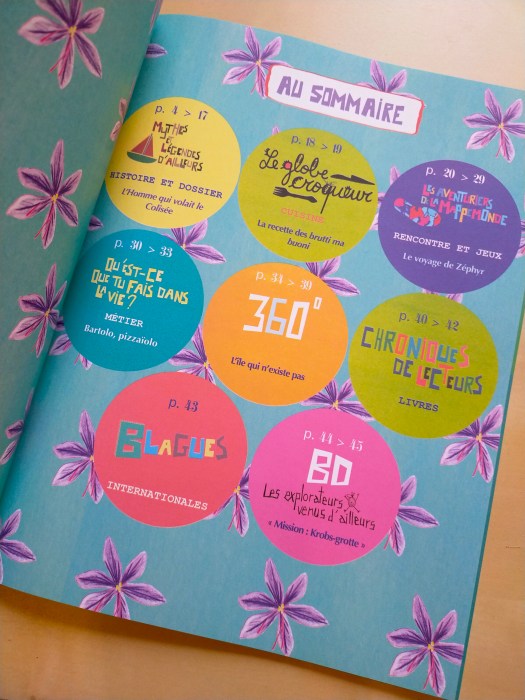 AU SOMMAIRE
p. 4 > 17
MYTHES
ET
LÉGENDES
D'AILLEURS
HISTOIRE ET DOSSIER
L'Homme qui volait le
Colisée
p. 18 > 19
Le globe
croqueur
CUISINE
La recette des brutti ma
buoni
p. 20 > 29
LES AVENTURIERS
DE LA MAPPEMONDE
RENCONTRE ET JEUX
Le voyage de Zéphyr
p. 30 > 33
QU'EST-CE
QUE TU FAIS DANS
LA VIE ?
MÉTIER
Bartolo, pizzaïolo
p. 34 > 39
360°
L'île qui n'existe pas
p. 40 > 42
CHRONIQUES
DE LECTEURS
LIVRES
p. 43
BLAGUES
INTERNATIONALES
p. 44 > 45
BD
Les explorateurs
venus d'ailleurs
« Mission : Krobs-grotte »